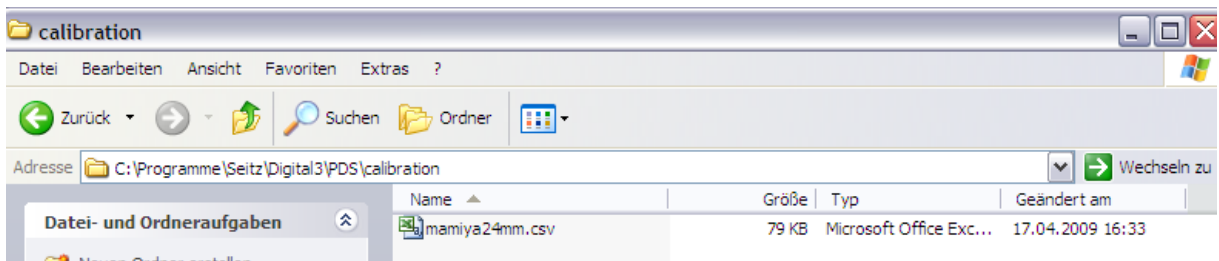 calibration
Datei Bearbeiten Ansicht Favoriten Extras ?
Zurück Suchen Ordner
Adresse C:\Programme\Seitz\Digital3\PDS\calibration Wechseln zu
Name Größe Typ Geändert am
Datei- und Ordneraufgaben
mamiya24mm.csv 79 KB Microsoft Office Exc... 17.04.2009 16:33